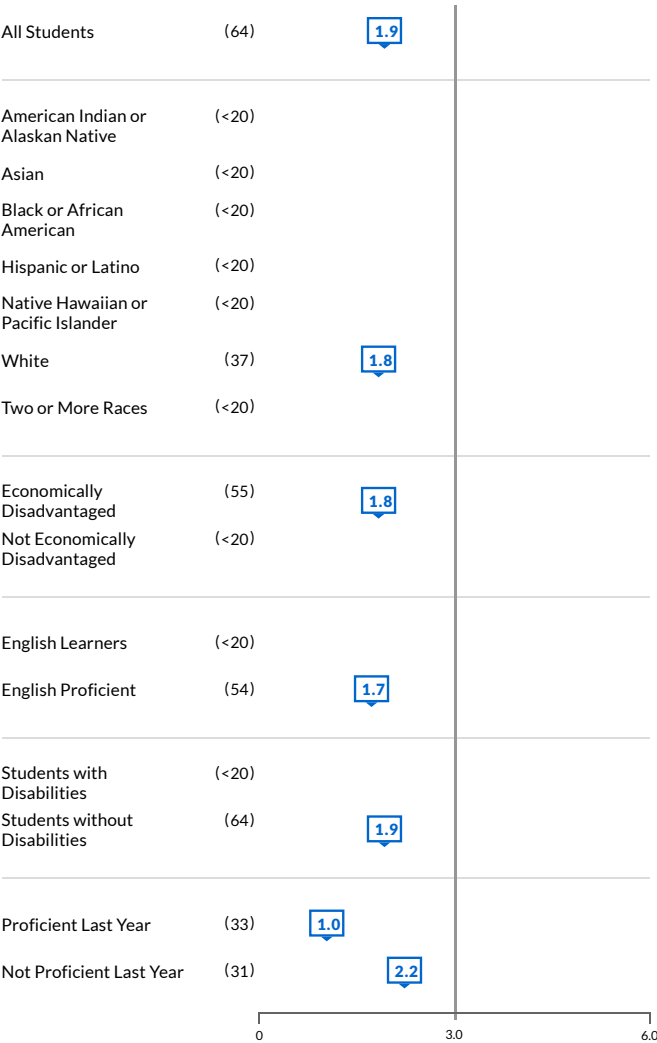 All Students (64) 1.9
American Indian or (<20)
Alaskan Native
Asian (<20)
Black or African (<20)
American
Hispanic or Latino (<20)
Native Hawaiian or (<20)
Pacific Islander
White (37) 1.8
Two or More Races (<20)
Economically (55) 1.8
Disadvantaged
Not Economically (<20)
Disadvantaged
English Learners (<20)
English Proficient (54) 1.7
Students with (<20)
Disabilities
Students without (64) 1.9
Disabilities
Proficient Last Year (33) 1.0
Not Proficient Last Year (31) 2.2
0 3.0 6.0